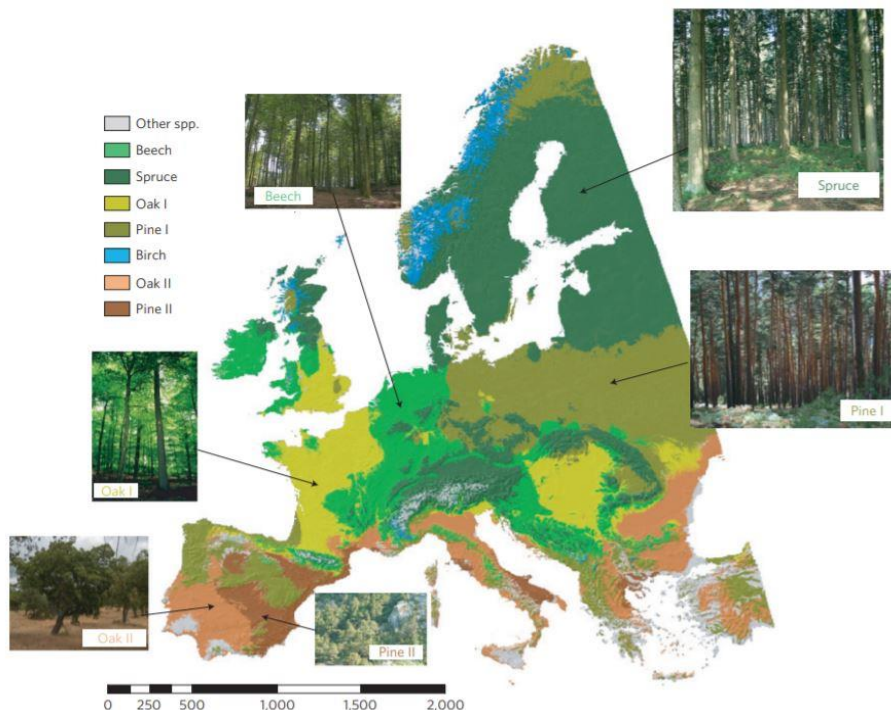 Other spp.
Beech
Spruce
Oak I
Pine I
Birch
Oak II
Pine II
Beech
Spruce
Pine I
Oak I
Oak II
Pine II
0 250 500 1.000 1.500 2.000